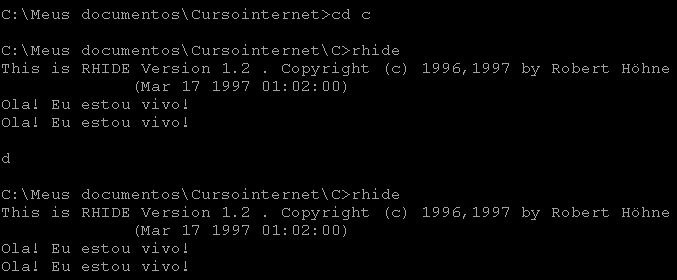 C:\Meus documentos\Cursointernet>cd c
C:\Meus documentos\Cursointernet\C>rhide
This is RHIDE Version 1.2 . Copyright (c) 1996,1997 by Robert Höhne
(Mar 17 1997 01:02:00)
Ola! Eu estou vivo!
Ola! Eu estou vivo!
d
C:\Meus documentos\Cursointernet\C>rhide
This is RHIDE Version 1.2 . Copyright (c) 1996,1997 by Robert Höhne
(Mar 17 1997 01:02:00)
Ola! Eu estou vivo!
Ola! Eu estou vivo!